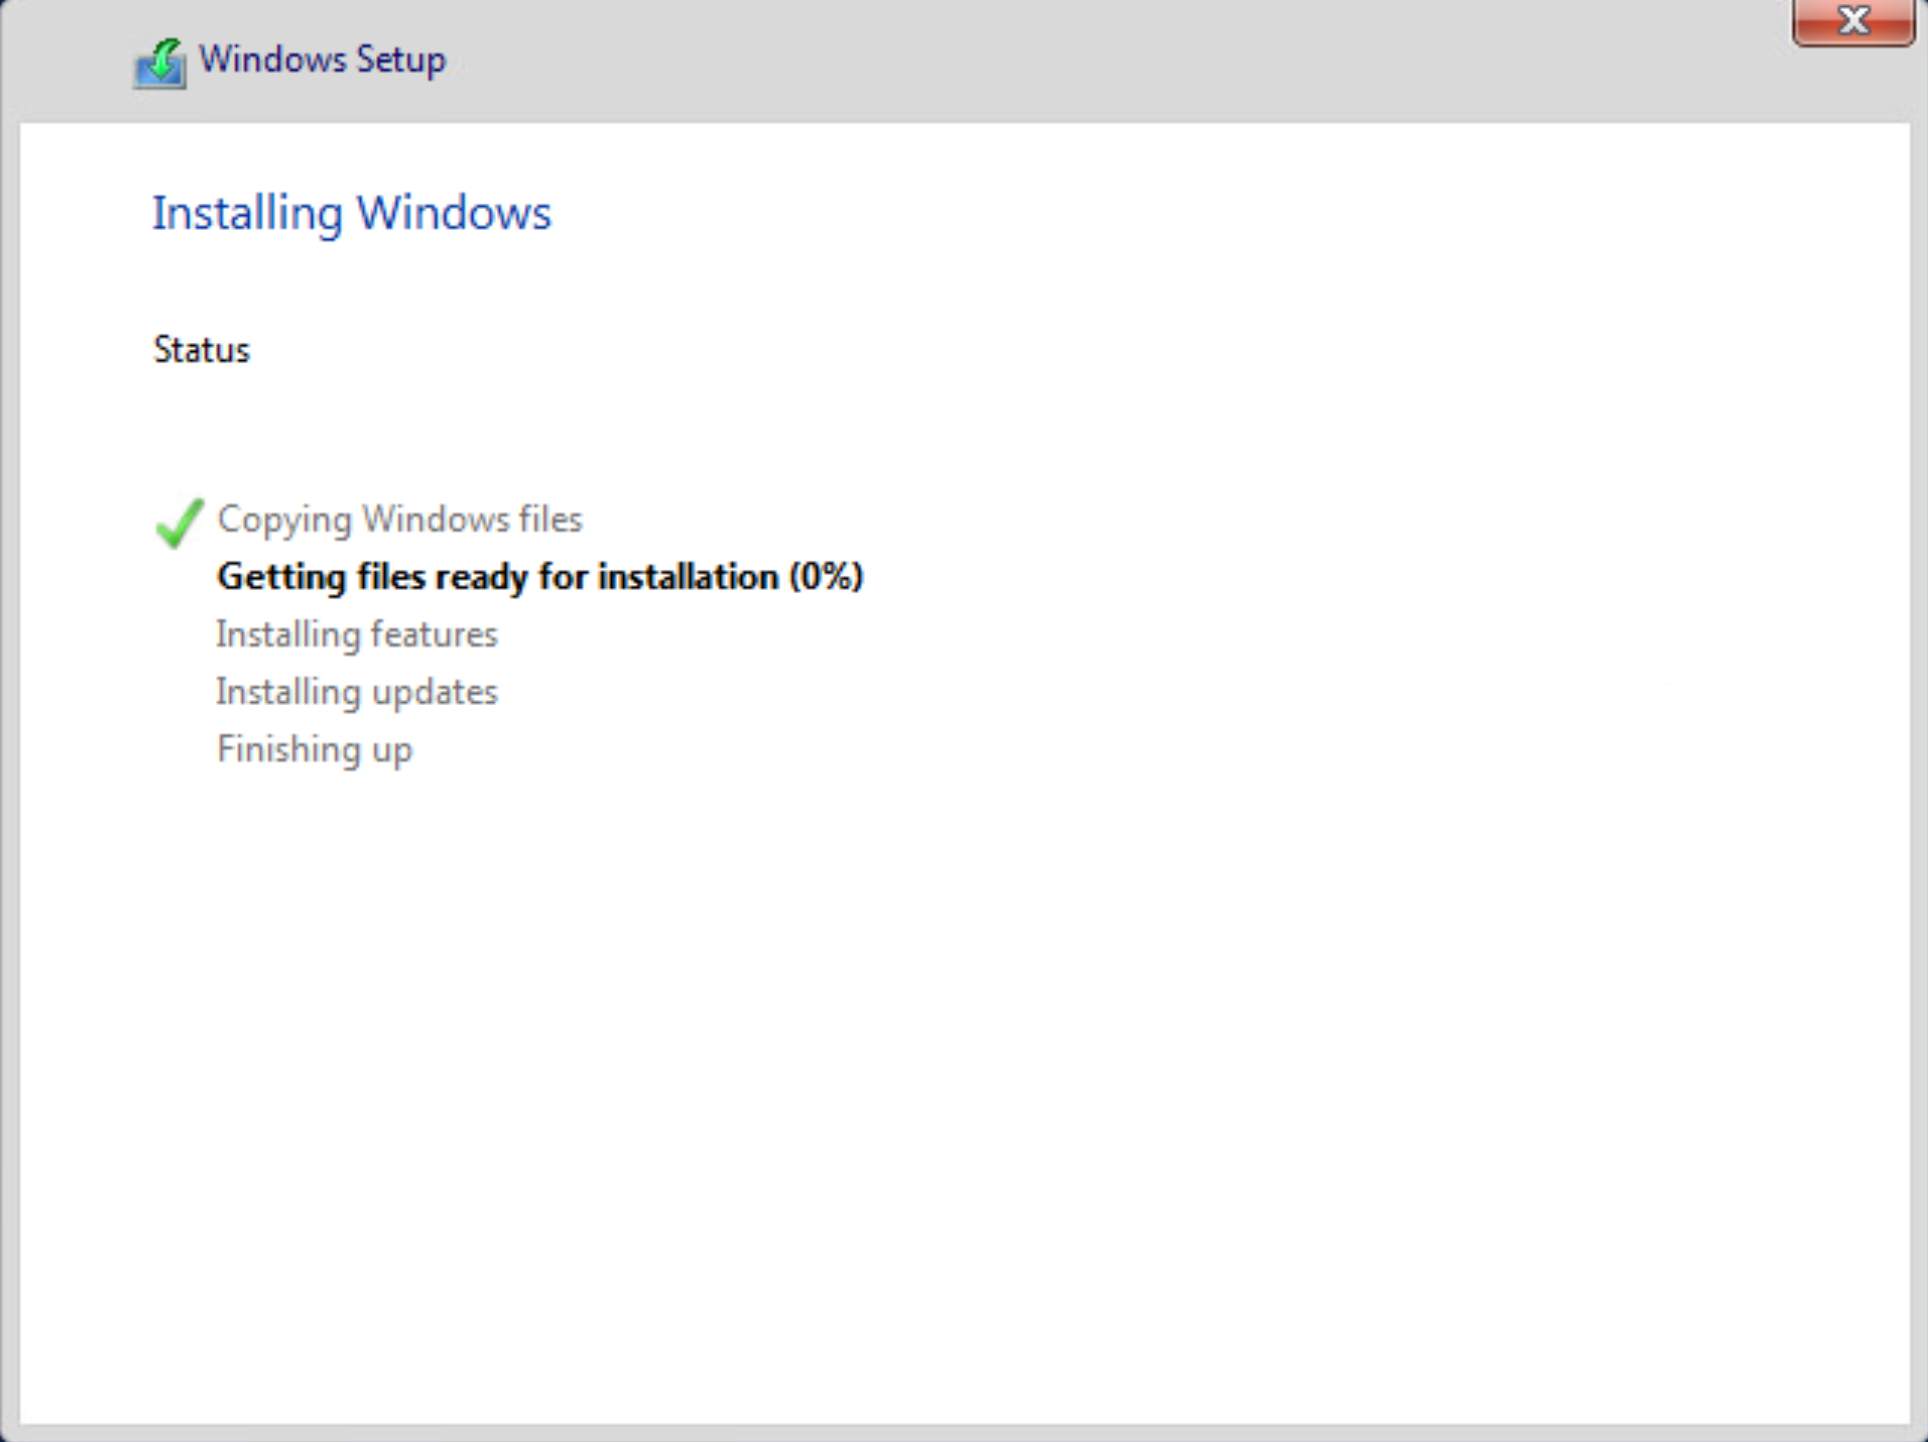 Windows Setup
Installing Windows
Status
Copying Windows files
Getting files ready for installation (0%)
Installing features
Installing updates
Finishing up